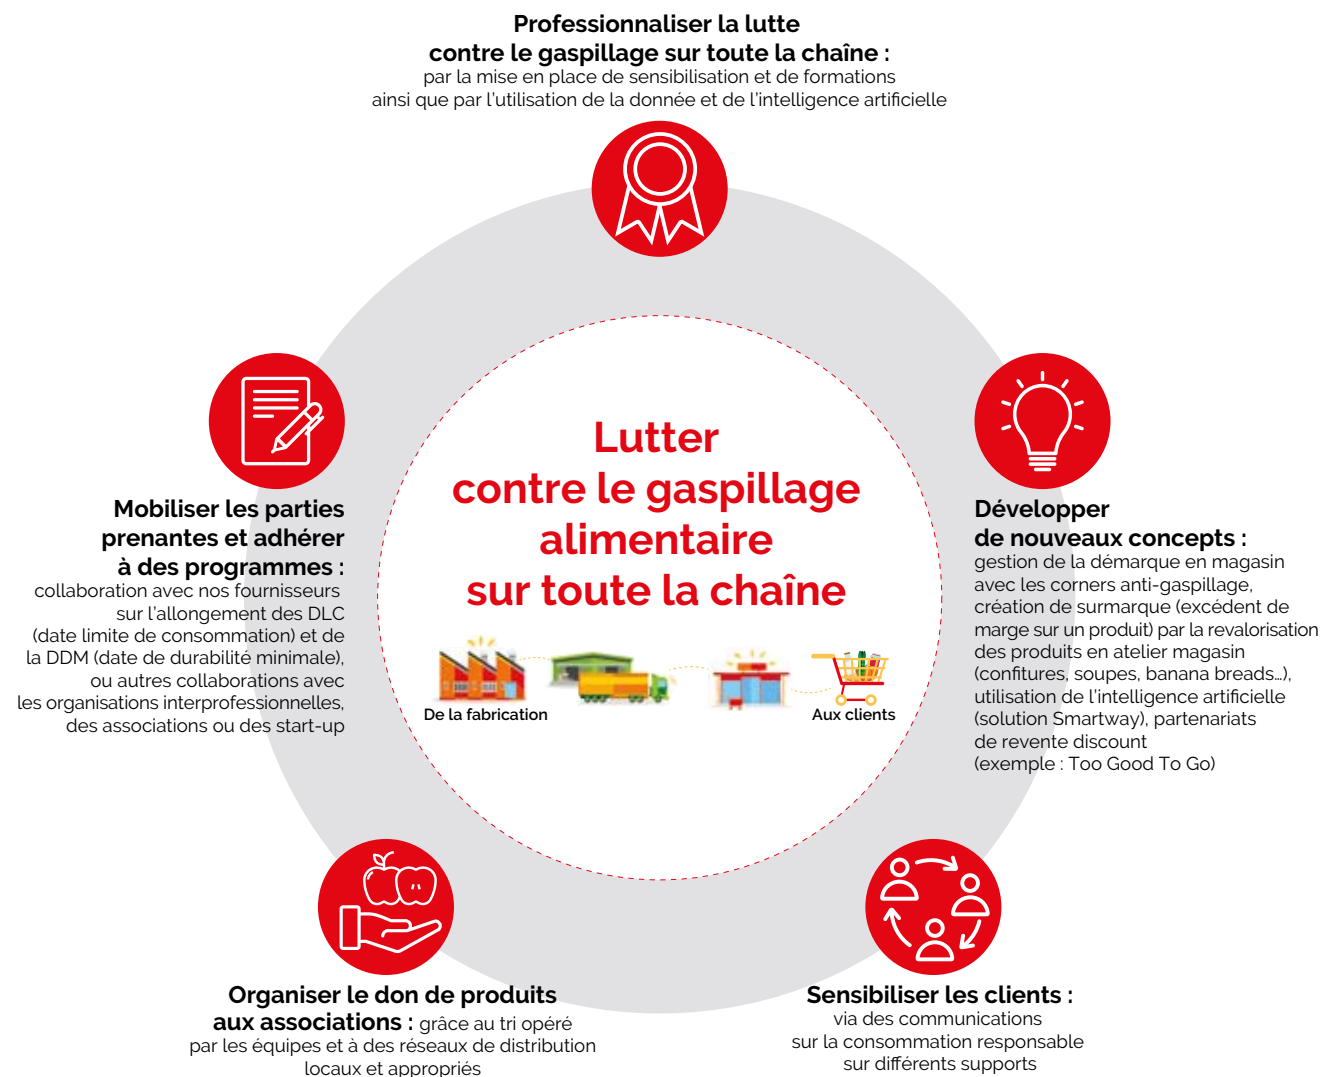 Professionnaliser la lutte
contre le gaspillage sur toute la chaîne :
par la mise en place de sensibilisation et de formations
ainsi que par l'utilisation de la donnée et de l'intelligence artificielle
Lutter
contre le gaspillage
alimentaire
sur toute la chaîne
De la fabrication
Aux clients
Développer
de nouveaux concepts :
gestion de la démarque en magasin
avec les corners anti-gaspillage,
création de surmarque (excédent de
marge sur un produit) par la revalorisation
des produits en atelier magasin
(confitures, soupes, banana breads…),
utilisation de l'intelligence artificielle
(solution Smartway), partenariats
de revente discount
(exemple : Too Good To Go)
Sensibiliser les clients :
via des communications
sur la consommation responsable
sur différents supports
Organiser le don de produits
aux associations : grâce au tri opéré
par les équipes et à des réseaux de distribution
locaux et appropriés
Mobiliser les parties
prenantes et adhérer
à des programmes :
collaboration avec nos fournisseurs
sur l'allongement des DLC
(date limite de consommation) et de
la DDM (date de durabilité minimale),
ou autres collaborations avec
les organisations interprofessionnelles,
des associations ou des start-up